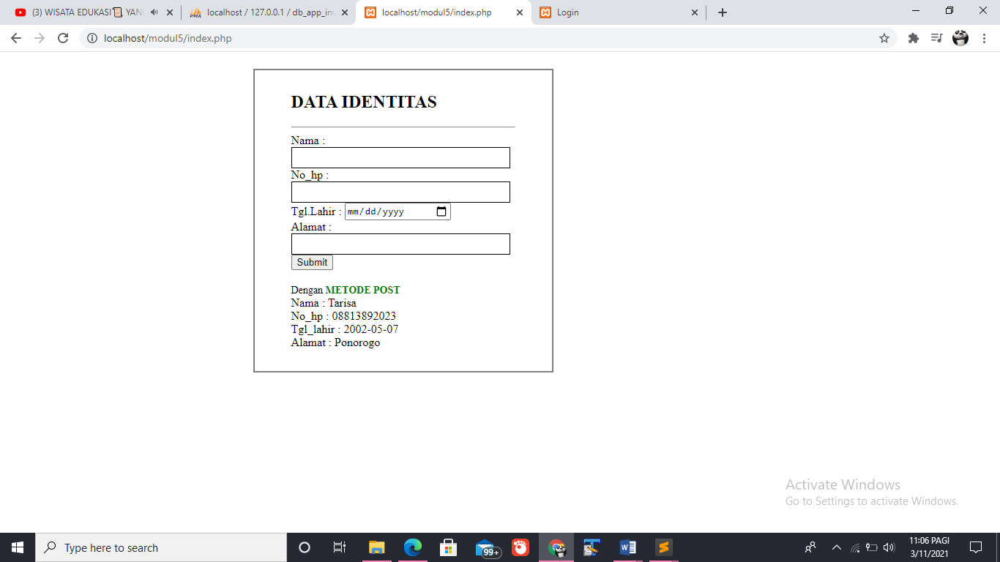 (3) WISATA EDUKASI📜 YAN
localhost / 127.0.0.1 / db_app_inv
localhost/modul5/index.php
Login
localhost/modul5/index.php
DATA IDENTITAS
Nama :
No_hp :
Tgl.Lahir : mm/dd/yyyy
Alamat :
Submit
Dengan METODE POST
Nama : Tarisa
No_hp : 08813892023
Tgl_lahir : 2002-05-07
Alamat : Ponorogo
Activate Windows
Go to Settings to activate Windows.
Type here to search
99+
11:06 PAGI
3/11/2021